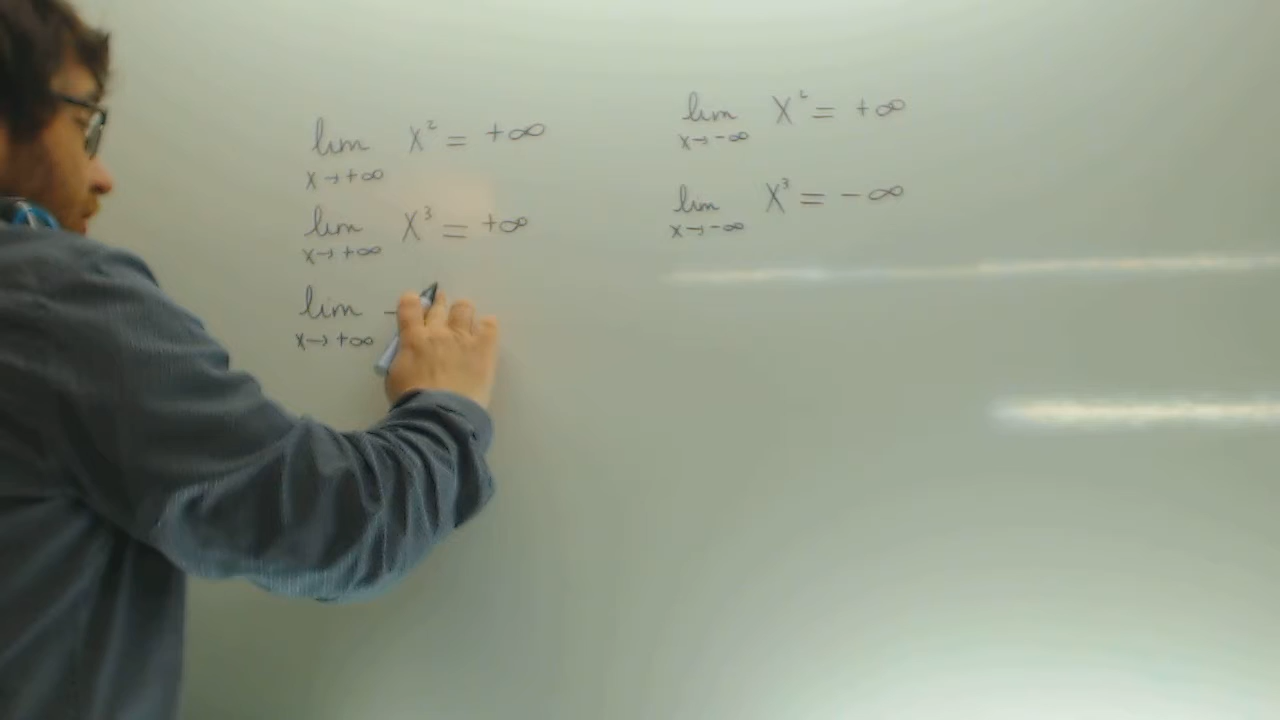 lim x² = +∞
x→+∞
lim x³ = +∞
x→+∞
lim -
x→+∞
lim x² = +∞
x→-∞
lim x³ = -∞
x→-∞